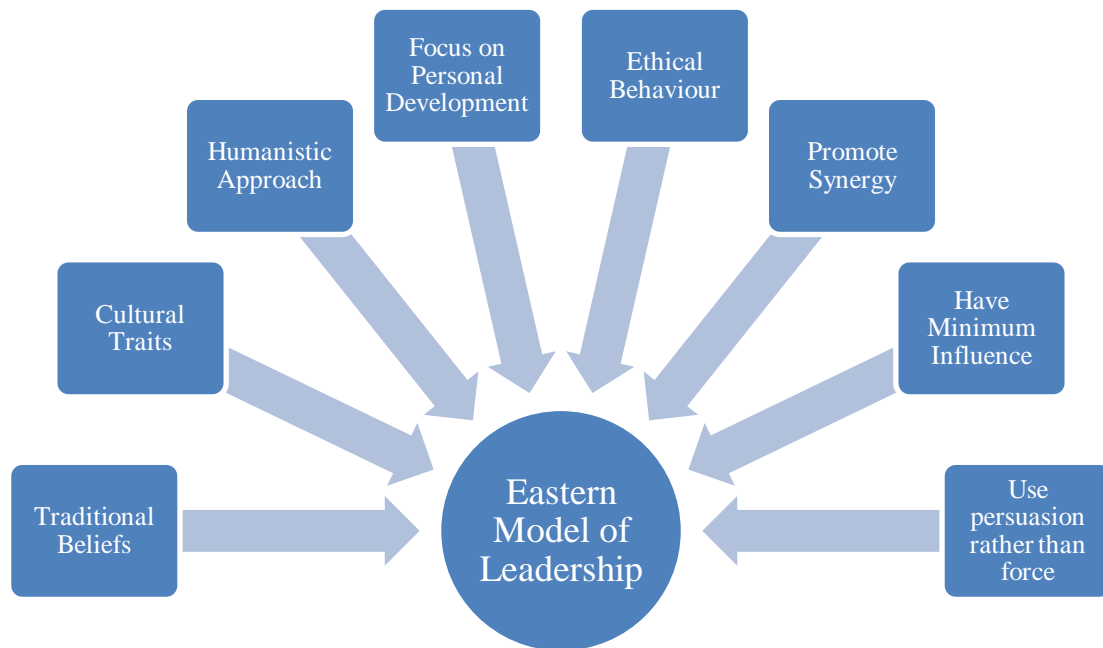 Focus on
Personal
Development
Ethical
Behaviour
Humanistic
Approach
Promote
Synergy
Cultural
Traits
Have
Minimum
Influence
Traditional
Beliefs
Eastern
Model of
Leadership
Use
persuasion
rather than
force